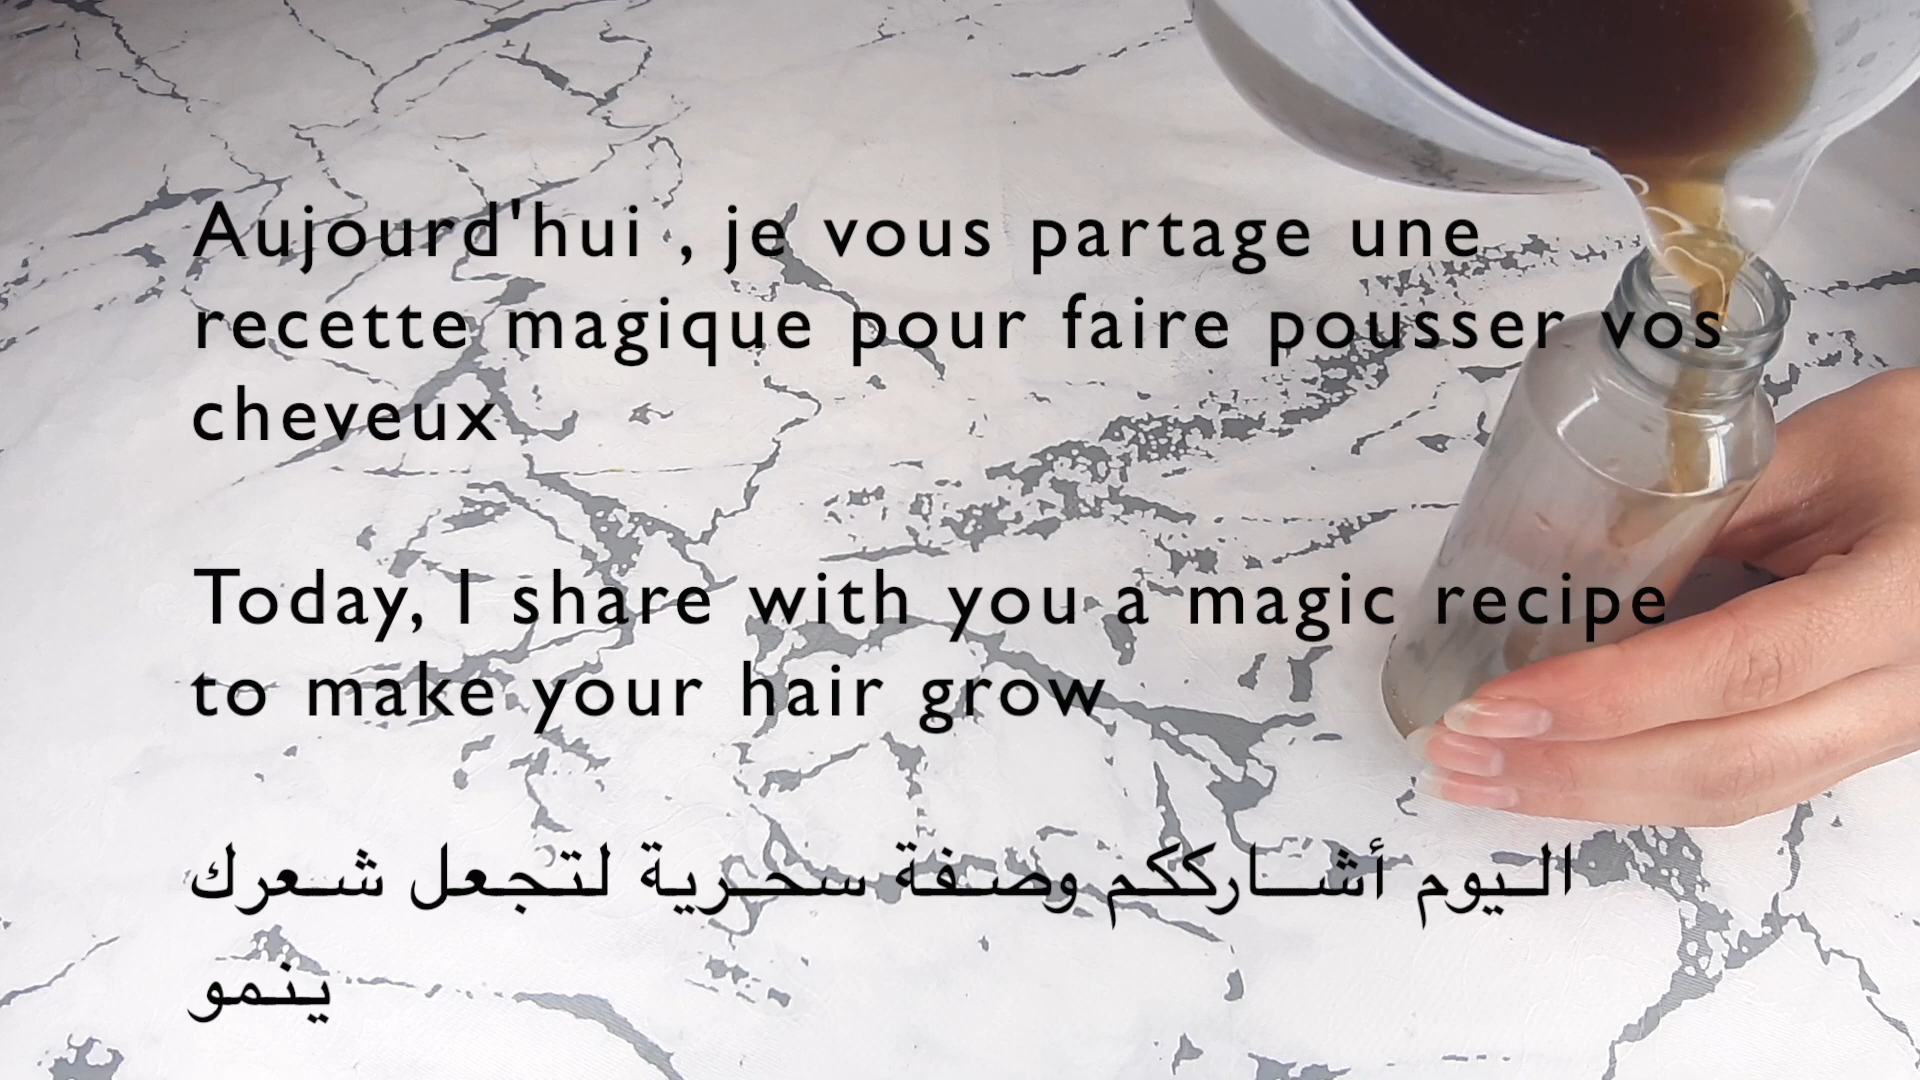 Aujourd'hui , je vous partage une
recette magique pour faire pousser vos
cheveux
Today, I share with you a magic recipe
to make your hair grow
اليوم أشارككم وصفة سحرية لتجعل شعرك
ينمو